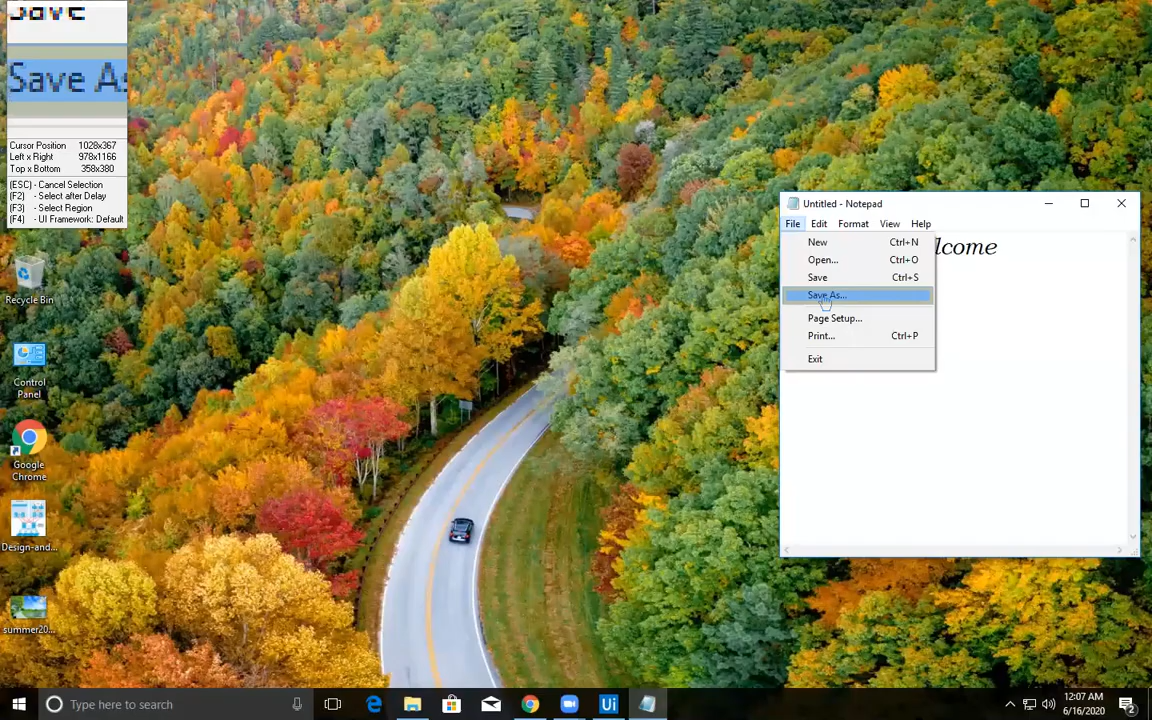 Save
Save As
Cursor Position 1028x367
Left x Right 978x1166
Top x Bottom 358x380
(ESC) - Cancel Selection
(F2) - Select after Delay
(F3) - Select Region
(F4) - UI Framework: Default
Recycle Bin
Control
Panel
Google
Chrome
Design-and...
summer20...
Untitled - Notepad
File Edit Format View Help
lcome
New Ctrl+N
Open... Ctrl+O
Save Ctrl+S
Save As...
Page Setup...
Print... Ctrl+P
Exit
Type here to search
Ui
12:07 AM
6/16/2020
2